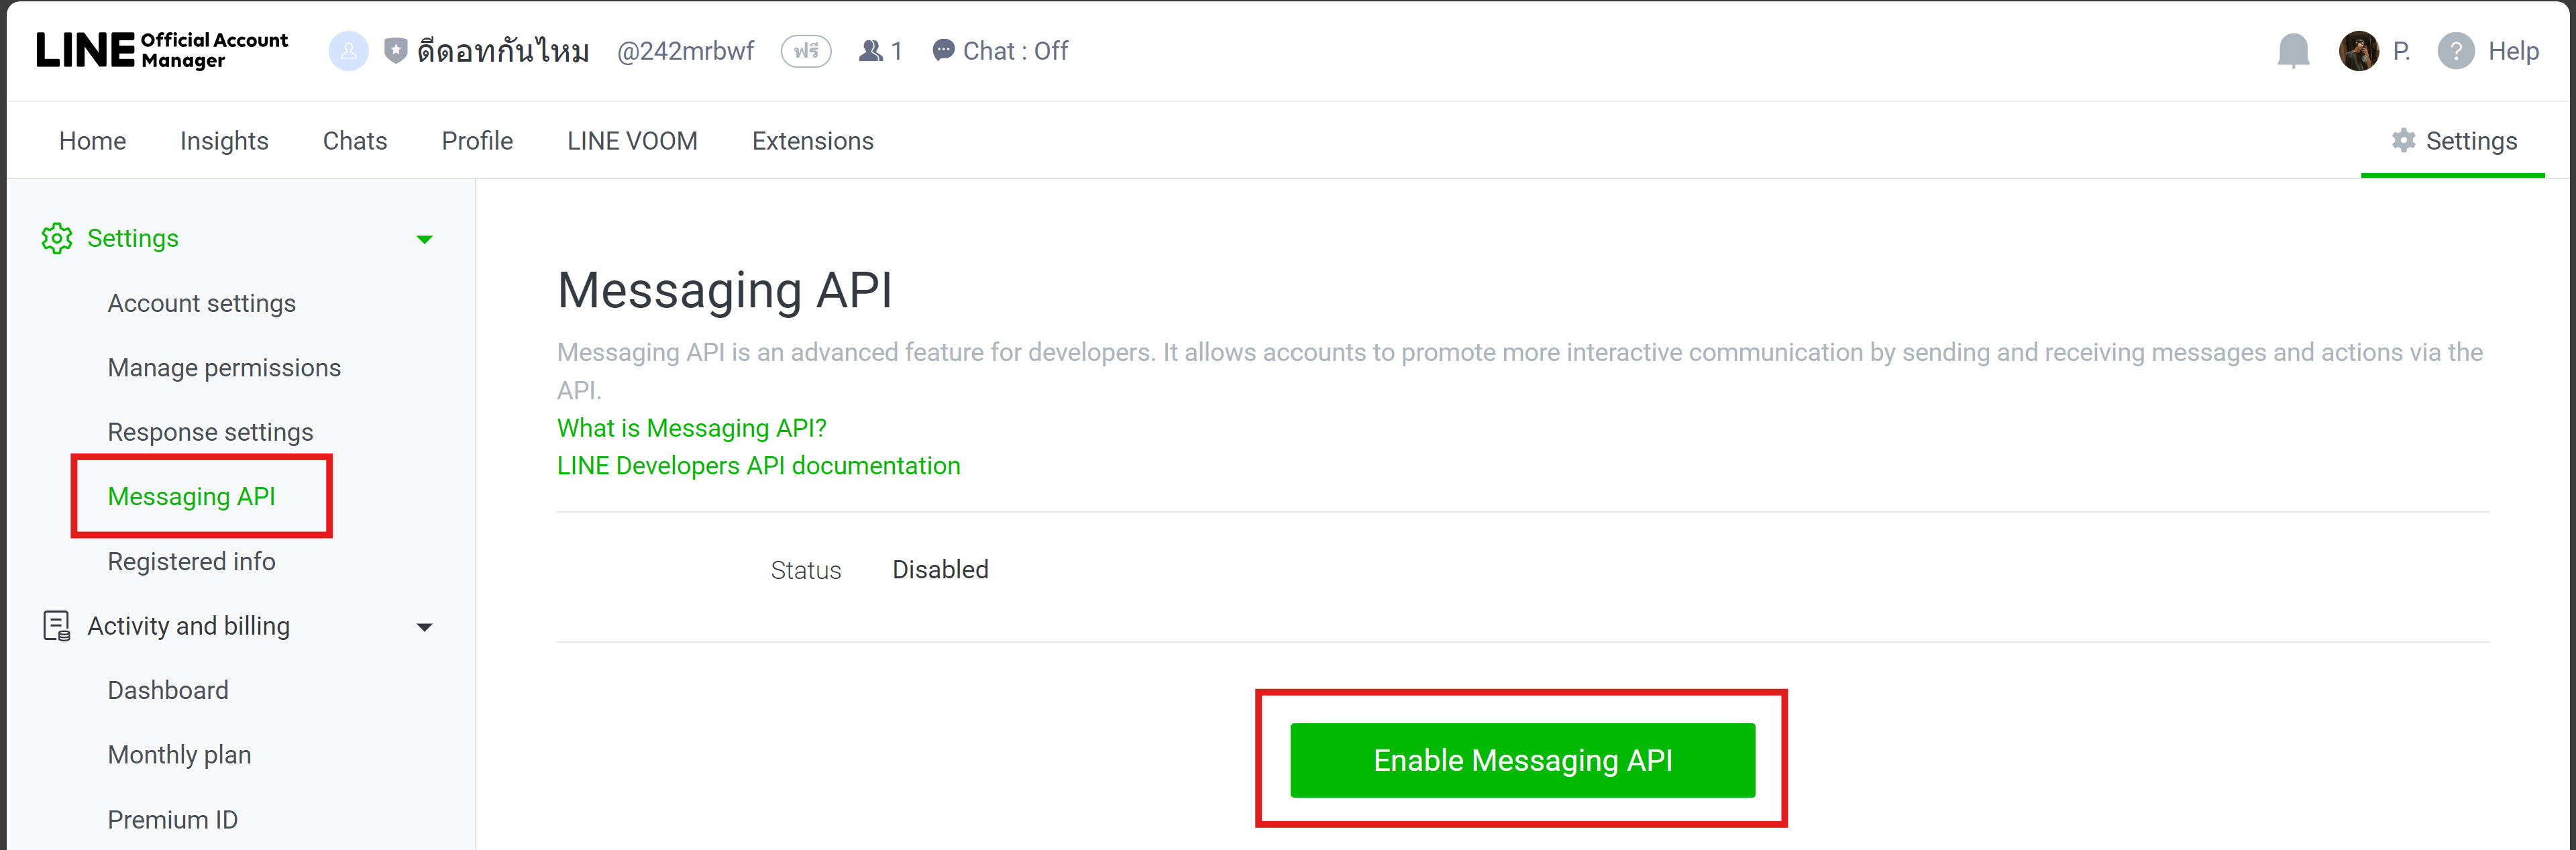 LINE Official Account Manager
ดีดอทกันไหม @242mrbwf ฟรี 1 Chat : Off
P. ? Help
Home Insights Chats Profile LINE VOOM Extensions Settings
Settings
Account settings
Manage permissions
Response settings
Messaging API
Registered info
Activity and billing
Dashboard
Monthly plan
Premium ID
Messaging API
Messaging API is an advanced feature for developers. It allows accounts to promote more interactive communication by sending and receiving messages and actions via the
API.
What is Messaging API?
LINE Developers API documentation
Status Disabled
Enable Messaging API